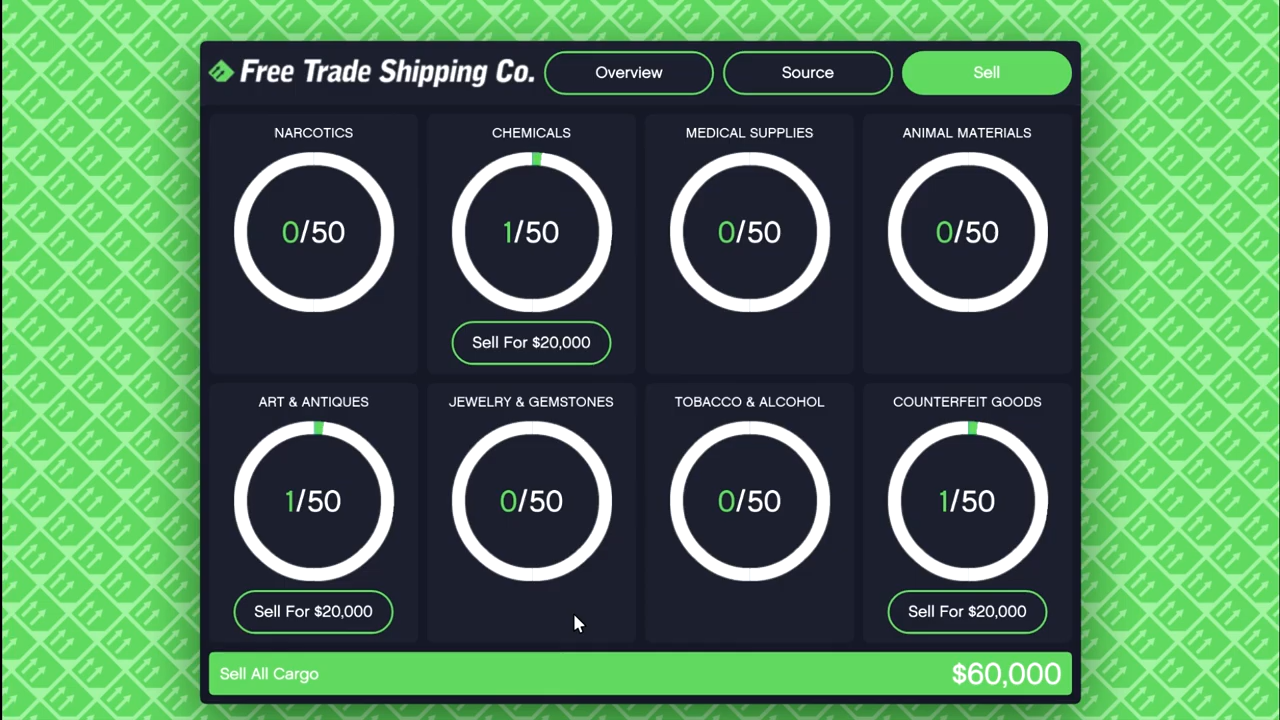 Free Trade Shipping Co.
Overview
Source
Sell
NARCOTICS
CHEMICALS
MEDICAL SUPPLIES
ANIMAL MATERIALS
0/50
1/50
0/50
0/50
Sell For $20,000
ART & ANTIQUES
JEWELRY & GEMSTONES
TOBACCO & ALCOHOL
COUNTERFEIT GOODS
1/50
0/50
0/50
1/50
Sell For $20,000
Sell For $20,000
Sell All Cargo
$60,000